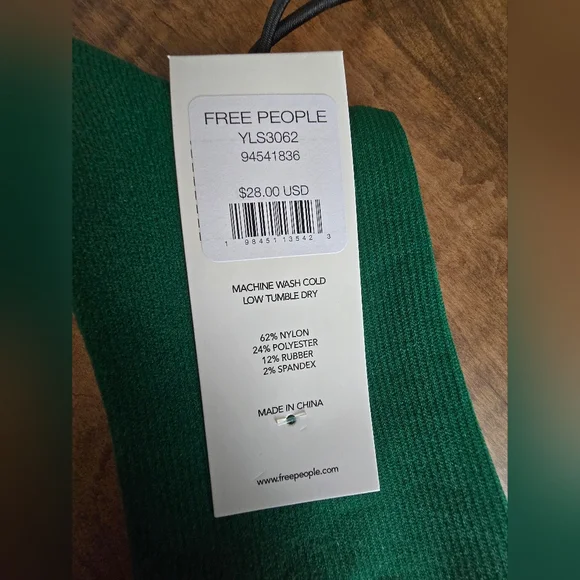 FREE PEOPLE
YLS3062
94541836
$28.00 USD
1 98451 13542 3
MACHINE WASH COLD
LOW TUMBLE DRY
62% NYLON
24% POLYESTER
12% RUBBER
2% SPANDEX
MADE IN CHINA
www.freepeople.com